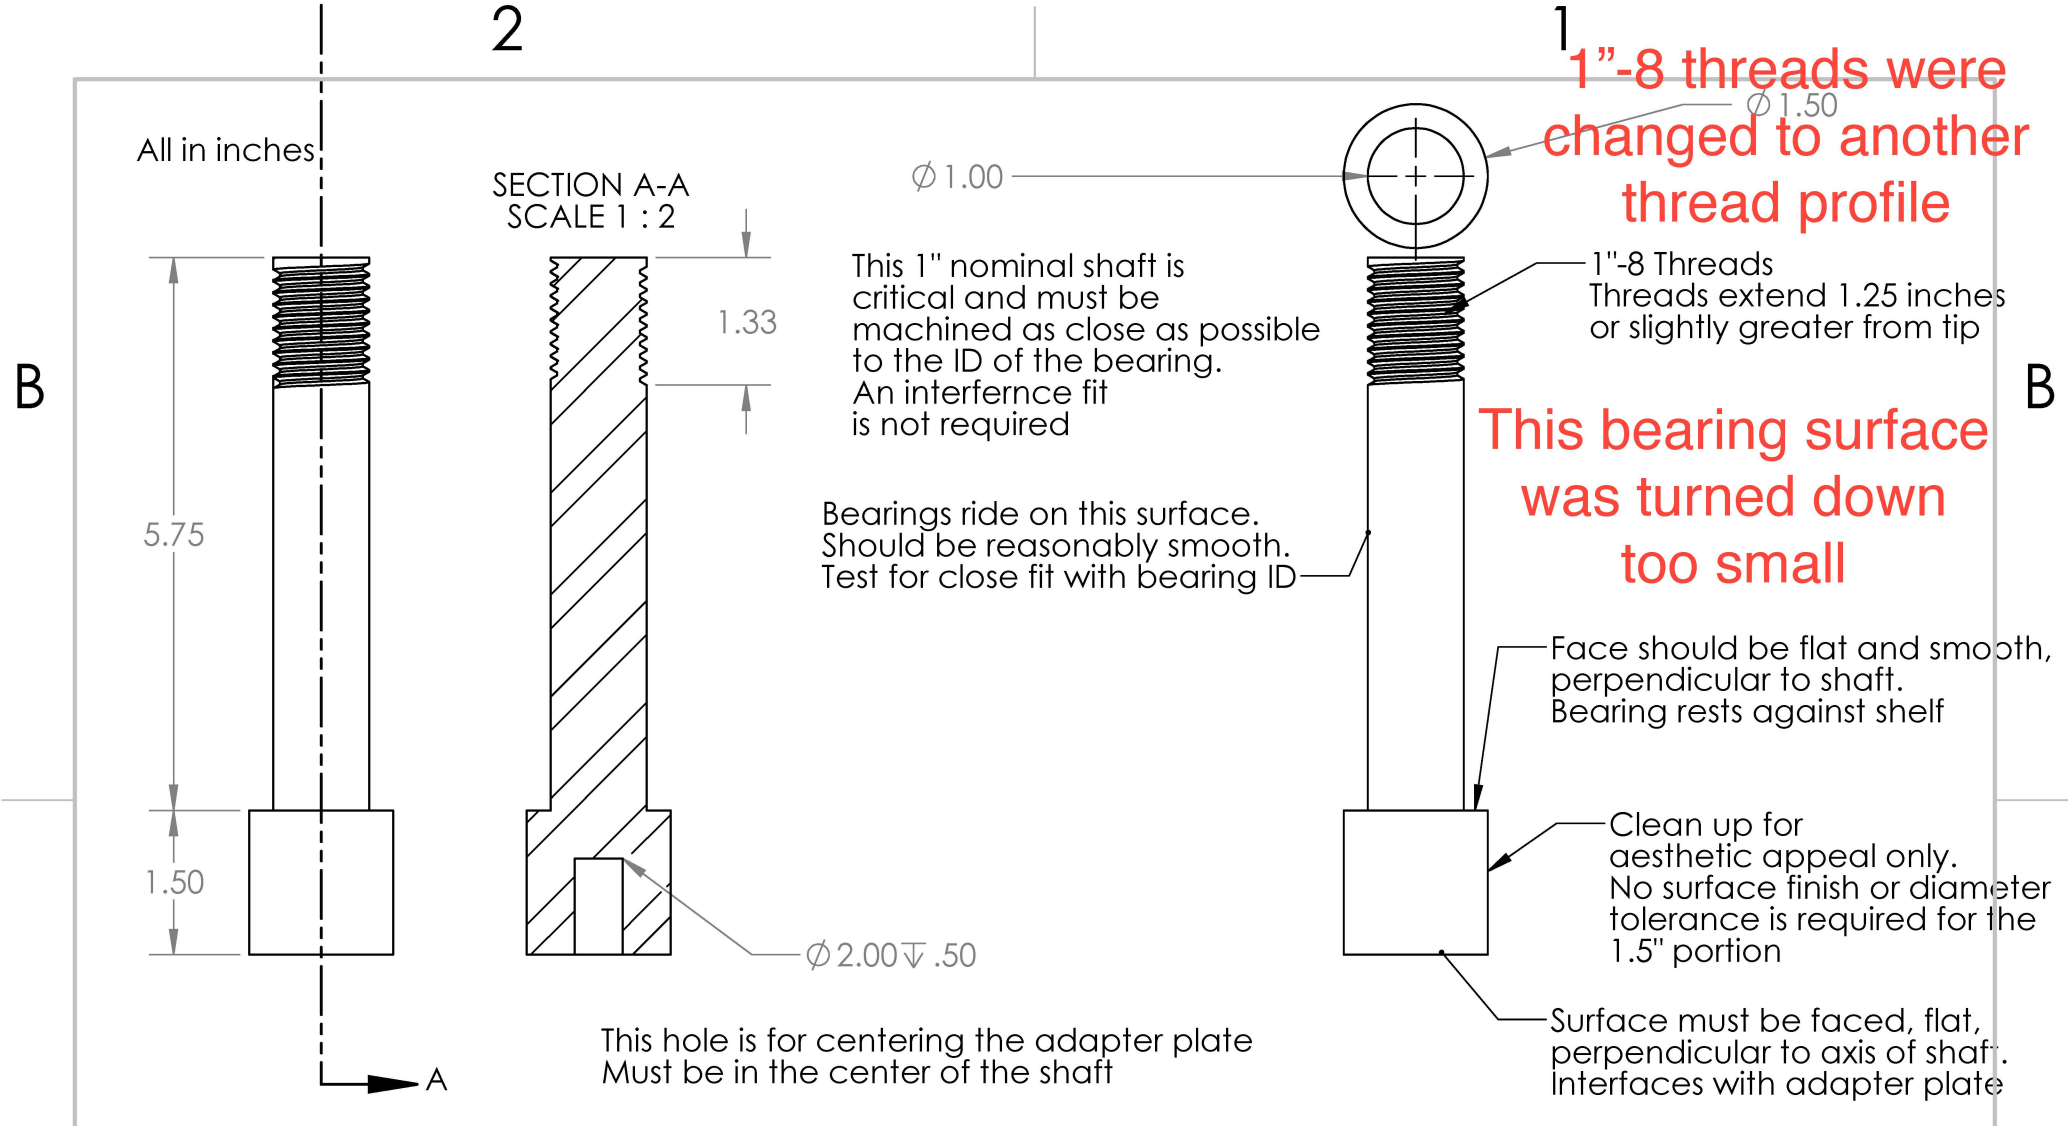 2
1
1”-8 threads were
changed to another
thread profile
All in inches
SECTION A-A
SCALE 1 : 2
∅1.00
∅1.50
1.33
This 1" nominal shaft is
critical and must be
machined as close as possible
to the ID of the bearing.
An interfernce fit
is not required
1"-8 Threads
Threads extend 1.25 inches
or slightly greater from tip
B
B
This bearing surface
was turned down
too small
5.75
Bearings ride on this surface.
Should be reasonably smooth.
Test for close fit with bearing ID
Face should be flat and smooth,
perpendicular to shaft.
Bearing rests against shelf
1.50
Clean up for
aesthetic appeal only.
No surface finish or diameter
tolerance is required for the
1.5" portion
∅2.00↧.50
This hole is for centering the adapter plate
Must be in the center of the shaft
Surface must be faced, flat,
perpendicular to axis of shaft.
Interfaces with adapter plate
A